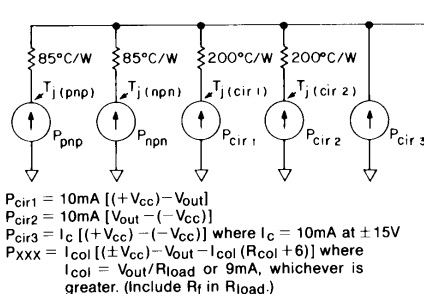 85°C/W 85°C/W 200°C/W 200°C/W
Tj (pnp) Tj (npn) Tj (cir 1) Tj (cir 2)
Ppnp Pnpn Pcir 1 Pcir 2 Pcir 3
Pcir1 = 10mA [(+Vcc)−Vout]
Pcir2 = 10mA [Vout −(−Vcc)]
Pcir3 = Ic [(+Vcc) −(−Vcc)] where Ic = 10mA at ±15V
Pxxx = Icol [(±Vcc)−Vout−Icol (Rcol +6)] where
Icol = Vout/Rload or 9mA, whichever is
greater. (Include Rf in Rload.)